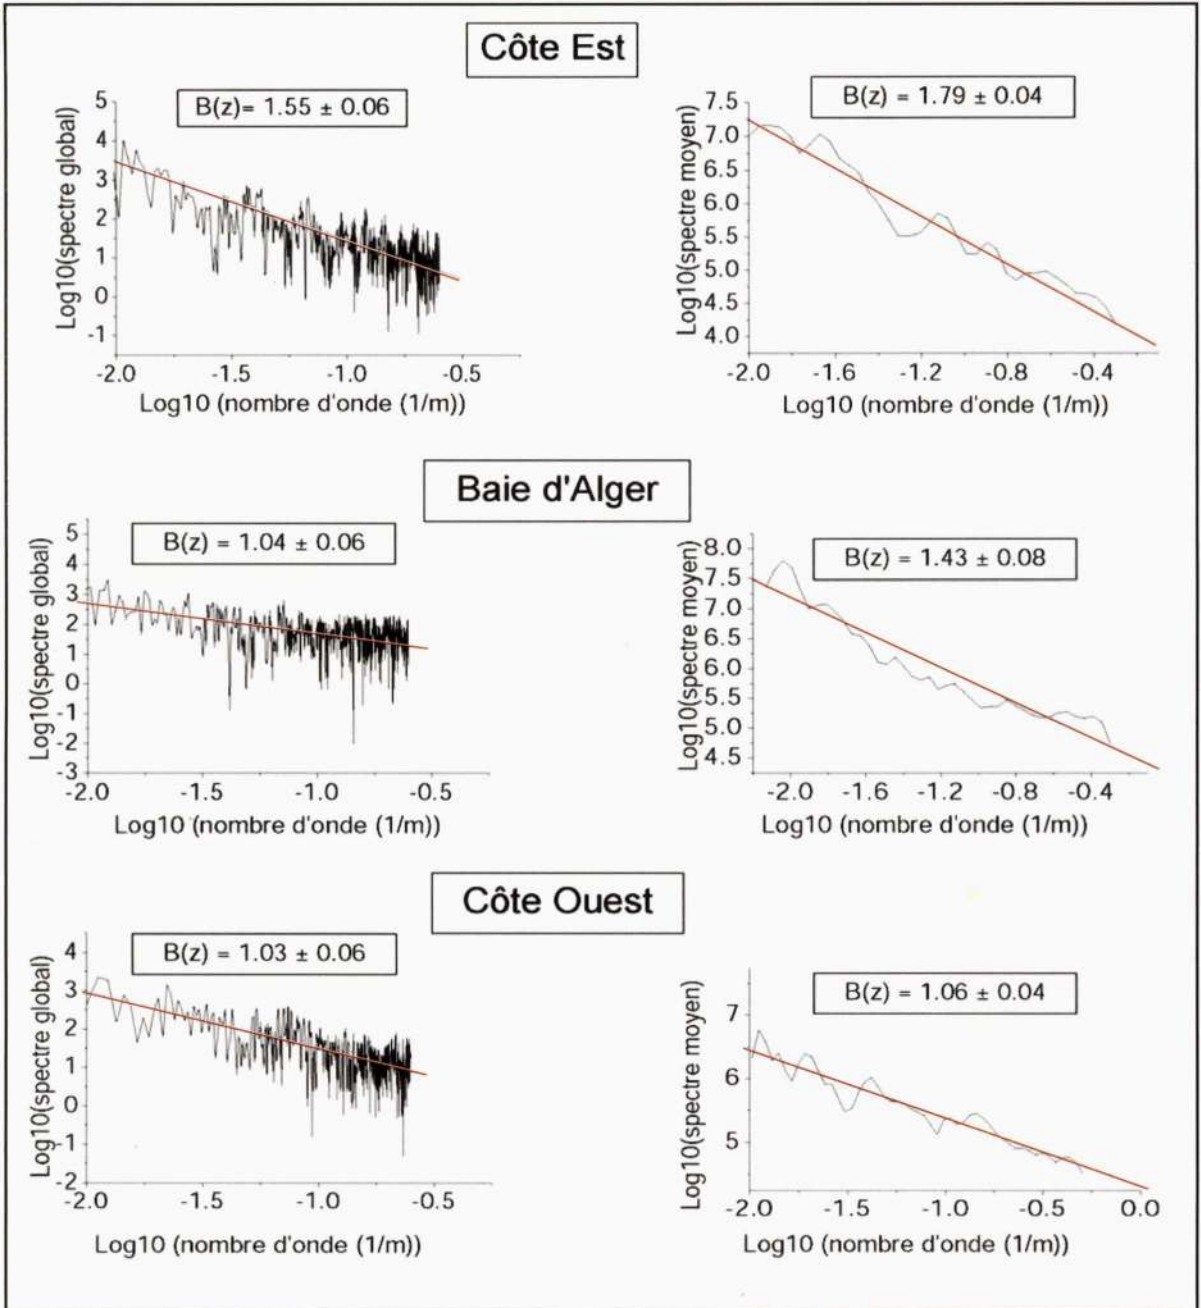 Côte Est
B(z)= 1.55 ± 0.06
Log10(spectre global)
5
4
3
2
1
0
-1
-2.0 -1.5 -1.0 -0.5
Log10 (nombre d'onde (1/m))
B(z) = 1.79 ± 0.04
Log10(spectre moyen)
7.5
7.0
6.5
6.0
5.5
5.0
4.5
4.0
-2.0 -1.6 -1.2 -0.8 -0.4
Log10 (nombre d'onde (1/m))
Baie d'Alger
B(z) = 1.04 ± 0.06
Log10(spectre global)
5
4
3
2
1
0
-1
-2
-3
-2.0 -1.5 -1.0 -0.5
Log10 (nombre d'onde (1/m))
B(z) = 1.43 ± 0.08
Log10(spectre moyen)
8.0
7.5
7.0
6.5
6.0
5.5
5.0
4.5
-2.0 -1.6 -1.2 -0.8 -0.4
Log10 (nombre d'onde (1/m))
Côte Ouest
B(z) = 1.03 ± 0.06
Log10(spectre global)
4
3
2
1
0
-1
-2
-2.0 -1.5 -1.0 -0.5
Log10 (nombre d'onde (1/m))
B(z) = 1.06 ± 0.04
Log10(spectre moyen)
7
6
5
-2.0 -1.5 -1.0 -0.5 0.0
Log10 (nombre d'onde (1/m))